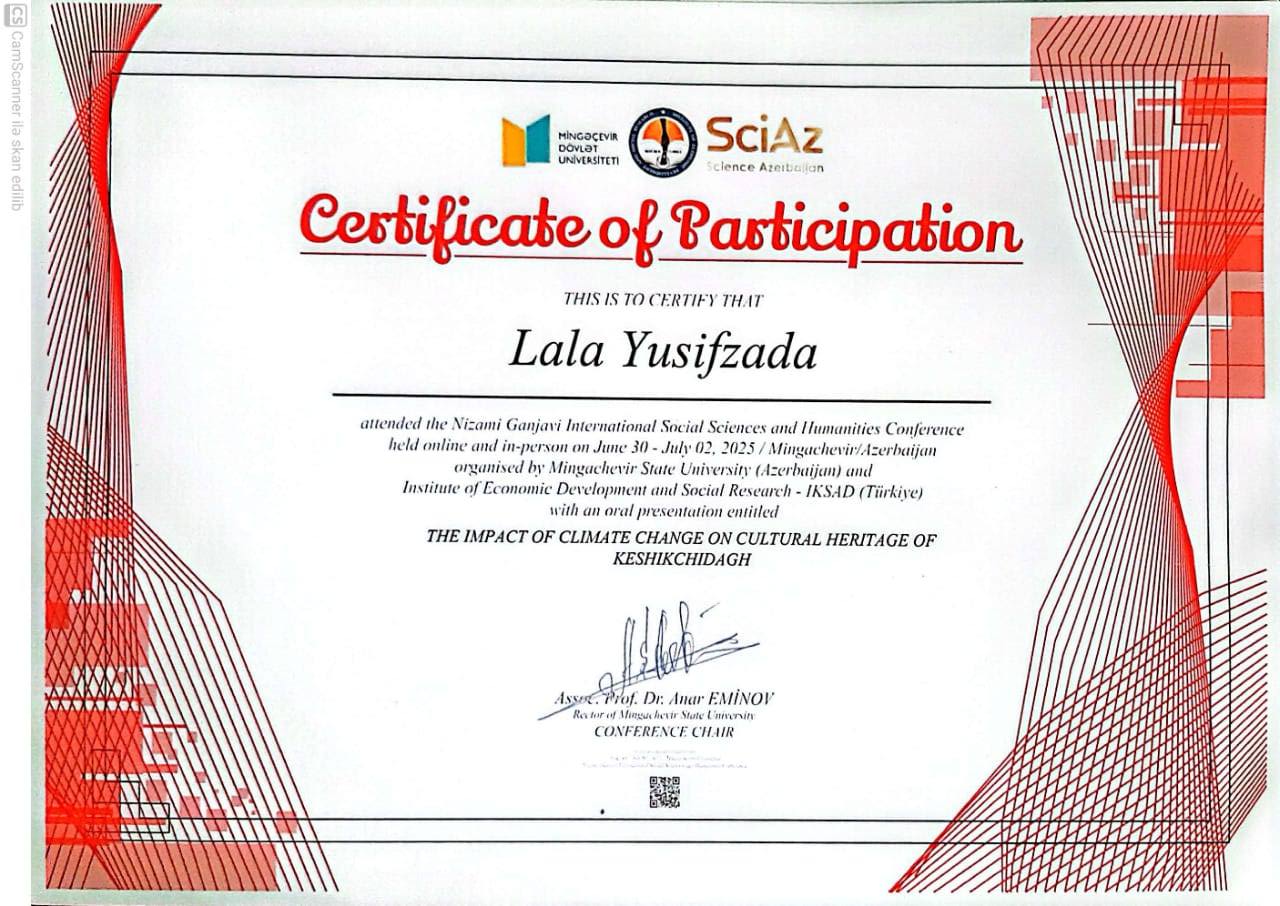 CS CamScanner ilə skan edilib
MİNGƏÇEVİR
DÖVLƏT
UNİVERSİTETİ
SciAz
Science Azerbaijan
Certificate of Participation
THIS IS TO CERTIFY THAT
Lala Yusifzada
attended the Nizami Ganjavi International Social Sciences and Humanities Conference
held online and in-person on June 30 - July 02, 2025 / Mingachevir/Azerbaijan
organised by Mingachevir State University (Azerbaijan) and
Institute of Economic Development and Social Research - IKSAD (Türkiye)
with an oral presentation entitled
THE IMPACT OF CLIMATE CHANGE ON CULTURAL HERITAGE OF
KESHIKCHIDAGH
Assoc. Prof. Dr. Anar EMİNOV
Rector of Mingachevir State University
CONFERENCE CHAIR